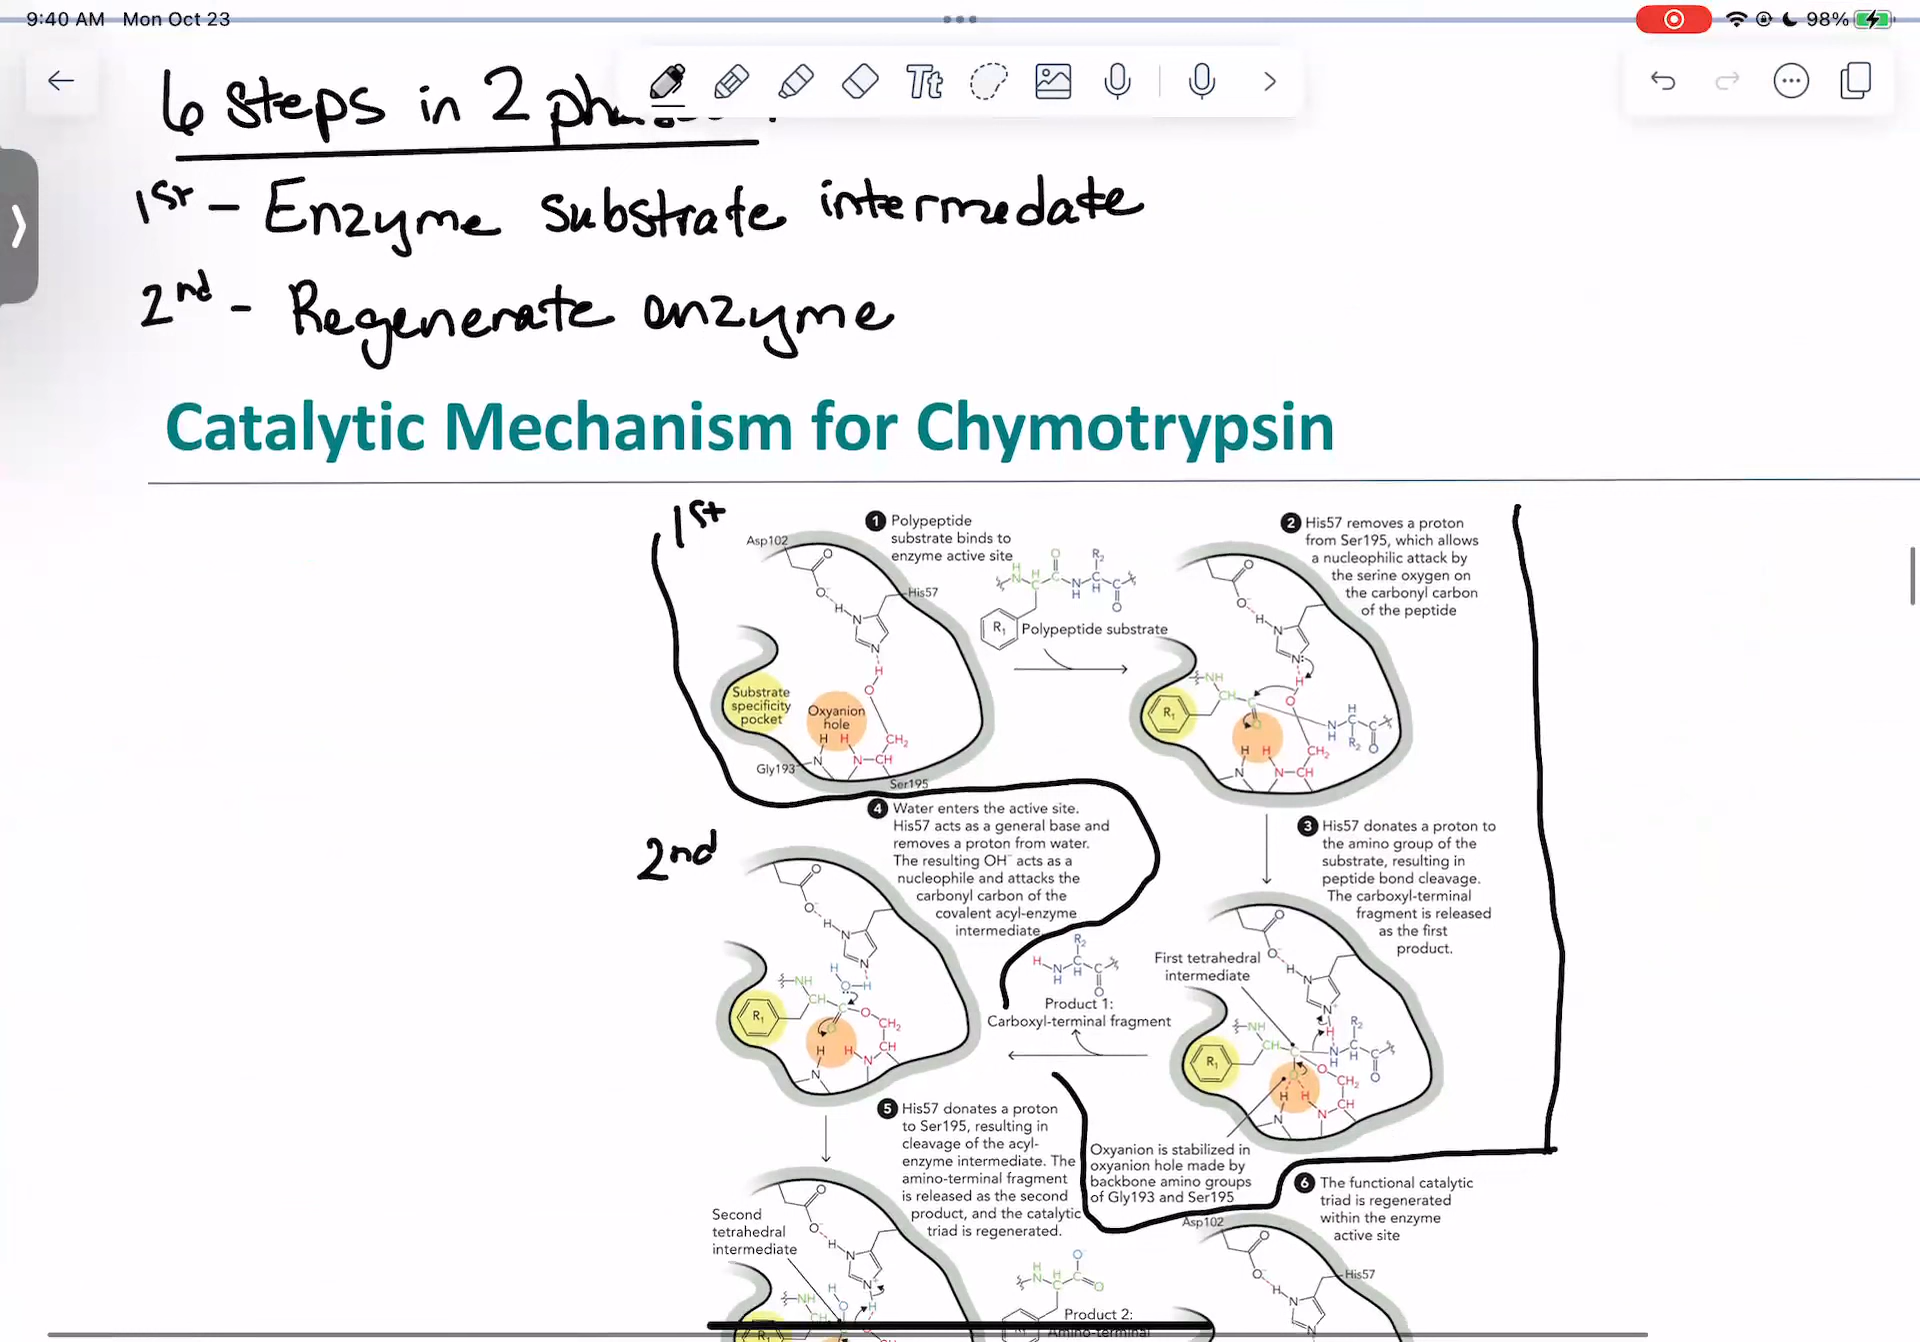 9:40 AM Mon Oct 23
98%
Tt
6 Steps in 2
1st - Enzyme substrate intermedate
2nd - Regenerate enzyme
Catalytic Mechanism for Chymotrypsin
1st
1 Polypeptide
substrate binds to
enzyme active site
Asp102
His57
R1 Polypeptide substrate
Substrate
specificity
pocket
Oxyanion
hole
Gly193
Ser195
2 His57 removes a proton
from Ser195, which allows
a nucleophilic attack by
the serine oxygen on
the carbonyl carbon
of the peptide
3 His57 donates a proton to
the amino group of the
substrate, resulting in
peptide bond cleavage.
The carboxyl-terminal
fragment is released
as the first
product.
First tetrahedral
intermediate
Oxyanion is stabilized in
oxyanion hole made by
backbone amino groups
of Gly193 and Ser195
Product 1:
Carboxyl-terminal fragment
2nd
4 Water enters the active site.
His57 acts as a general base and
removes a proton from water.
The resulting OH⁻ acts as a
nucleophile and attacks the
carbonyl carbon of the
covalent acyl-enzyme
intermediate.
5 His57 donates a proton
to Ser195, resulting in
cleavage of the acyl-
enzyme intermediate. The
amino-terminal fragment
is released as the second
product, and the catalytic
triad is regenerated.
Second
tetrahedral
intermediate
Product 2:
Amino-terminal
6 The functional catalytic
triad is regenerated
within the enzyme
active site
Asp102
His57